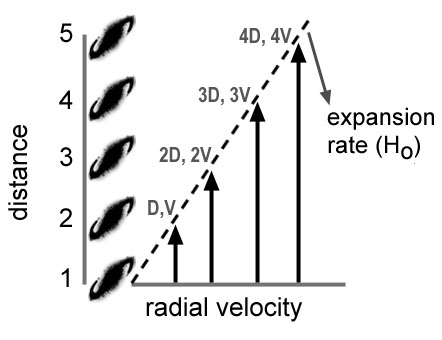 5
4
3
2
1
distance
4D, 4V
3D, 3V
2D, 2V
D,V
expansion
rate (Ho)
radial velocity